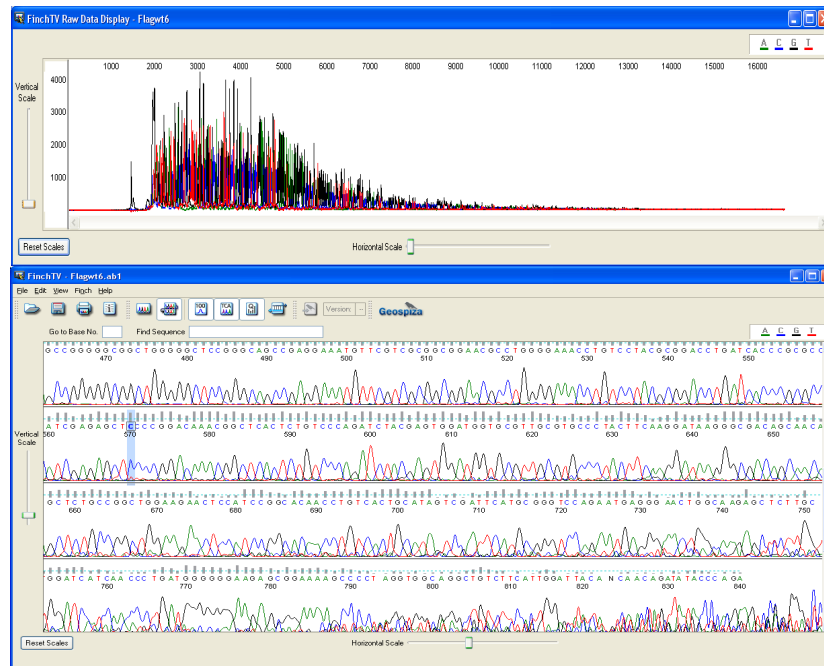 FinchTV Raw Data Display - Flagwt6
A C G T
1000 2000 3000 4000 5000 6000 7000 8000 9000 10000 11000 12000 13000 14000 15000 16000
Vertical Scale
4000
3000
2000
1000
Reset Scales
Horizontal Scale
FinchTV - Flagwt6.ab1
File Edit View Finch Help
Version:
Geospiza
Go to Base No.
Find Sequence
A C G T
GCCGGGGGCGGCTGGGGGCTCCGGGCAGCCGAGGAAATGTTCGTCGCGGCGGAACGCCTGGGGAAACCTGTCCTACGCGGACCTGATCACCCGCGCC
470 480 490 500 510 520 530 540 550
ATCGAGAGCTCCCCGGACAAACGGCTCACTCTGTCCCAGATCTACGAGTGGATGGTGCGTTGCGTGCCCTACTTCAAGGATAAGGGCGACAGCAACA
560 570 580 590 600 610 620 630 640 650
Vertical Scale
GCTCTGCCGGCTGGAAGAACTCCATCCGGCACAACCTGTCACTGCATAGTCGATTCATGCGGGTCCAGAATGAGGGAACTGGCAAGAGCTCTTGC
660 670 680 690 700 710 720 730 740 750
TGGATCATCAACCCTGATGGGGGGAAGAGCGGAAAAGCCCCTAGGTGGCAGGCTGTCTTCATTGGATTACANCAACAGATATACCCAGA
760 770 780 790 800 810 820 830 840
Reset Scales
Horizontal Scale